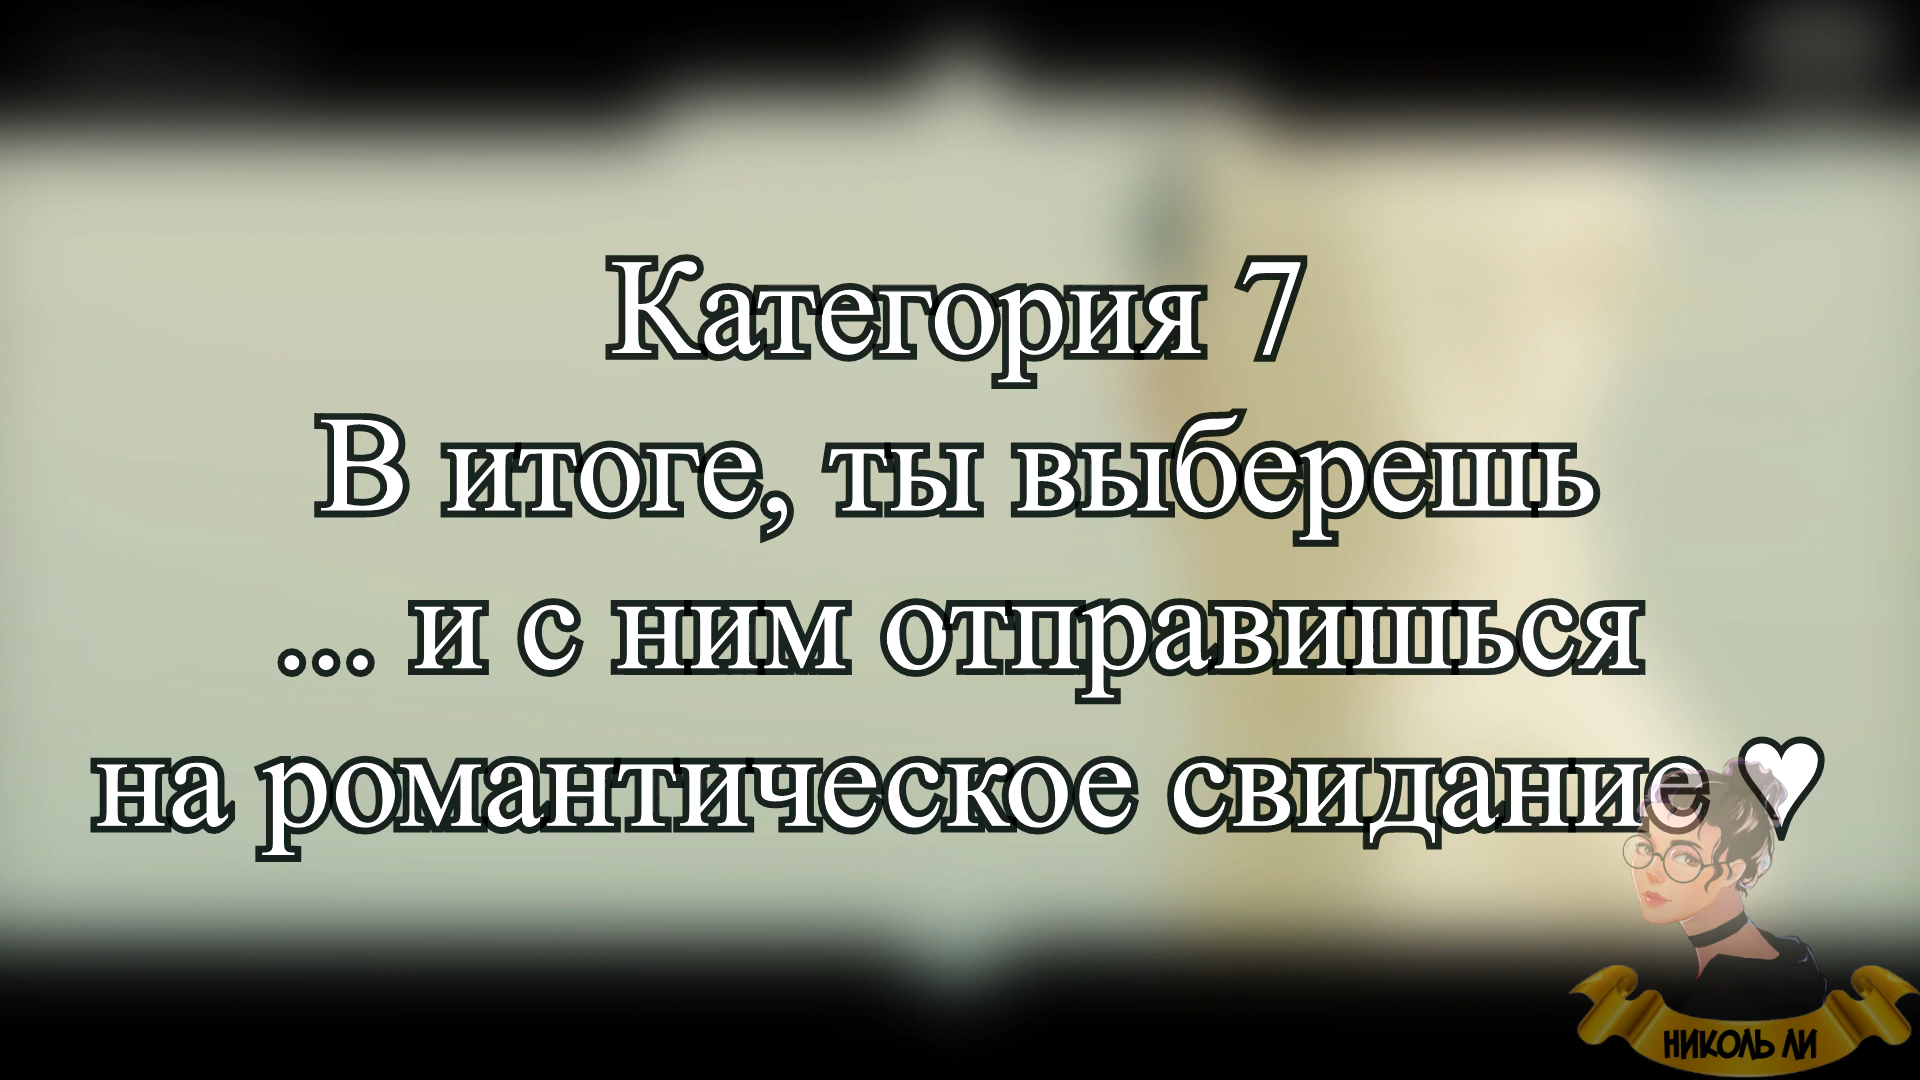 Категория 7
В итоге, ты выберешь
... и с ним отправишься
на романтическое свидание ♥
НИКОЛЬ ЛИ